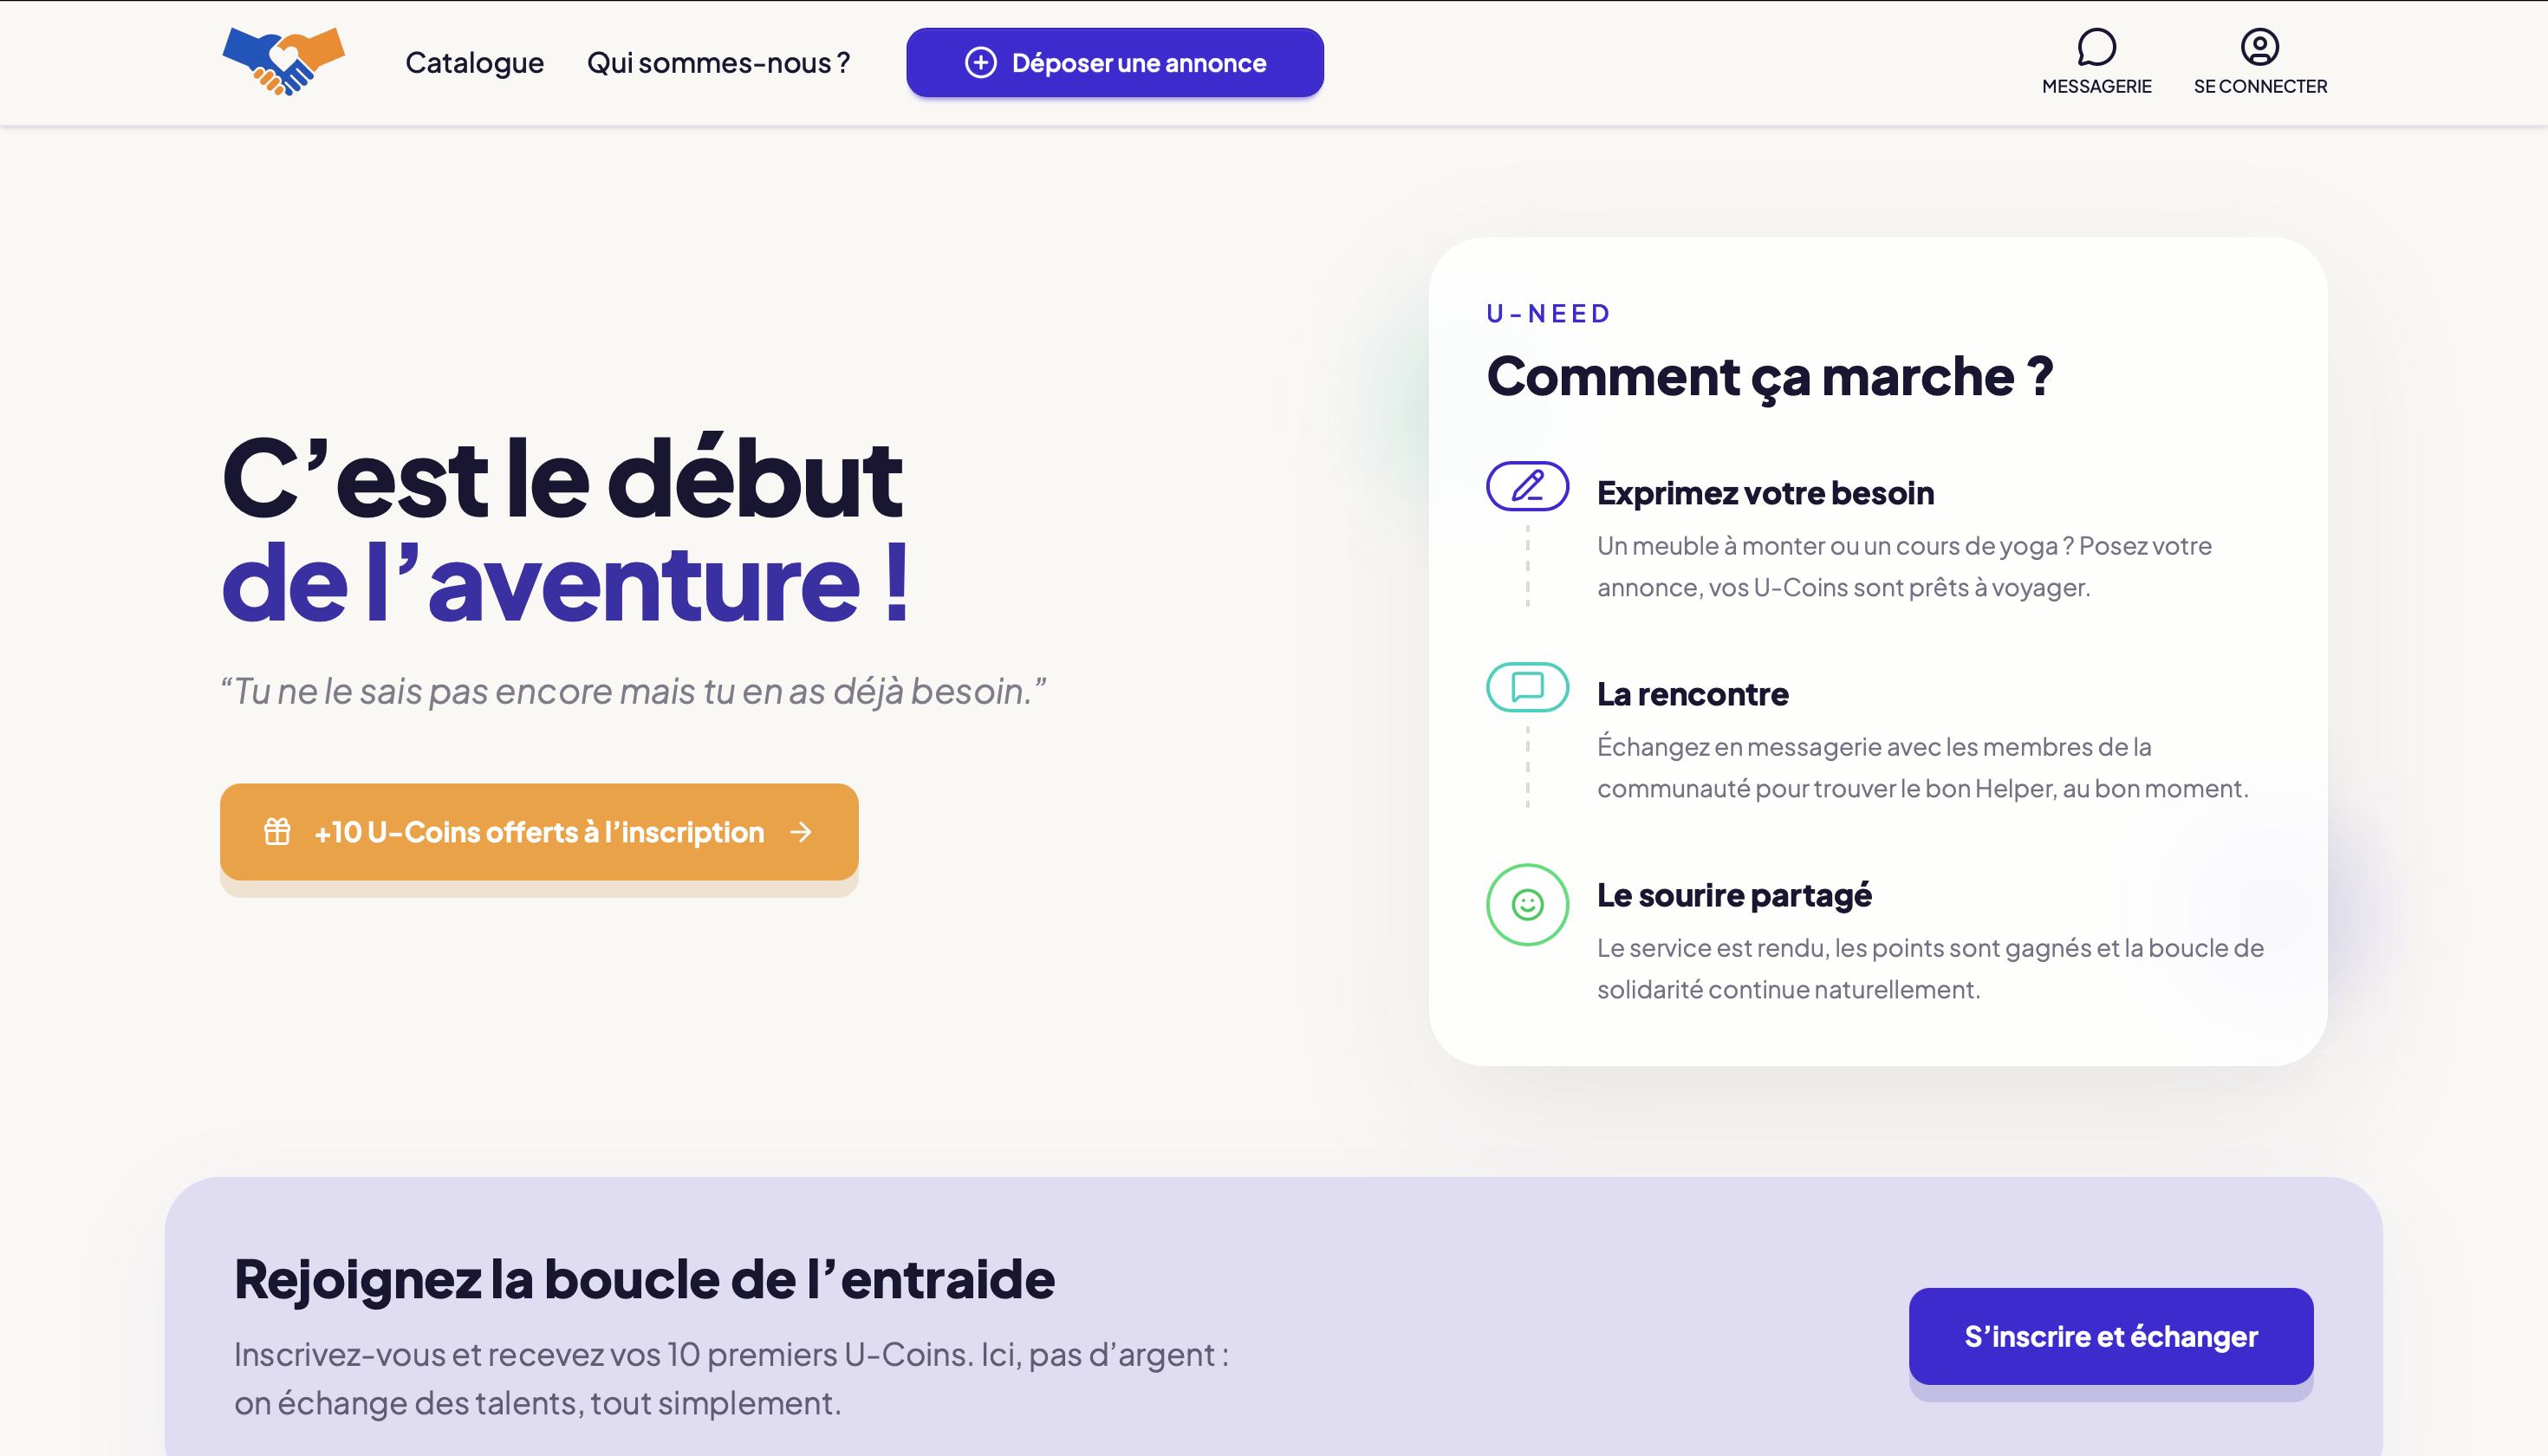 Catalogue
Qui sommes-nous ?
Déposer une annonce
MESSAGERIE
SE CONNECTER
C’est le début
de l’aventure !
“Tu ne le sais pas encore mais tu en as déjà besoin.”
+10 U-Coins offerts à l’inscription
U-NEED
Comment ça marche ?
Exprimez votre besoin
Un meuble à monter ou un cours de yoga ? Posez votre
annonce, vos U-Coins sont prêts à voyager.
La rencontre
Échangez en messagerie avec les membres de la
communauté pour trouver le bon Helper, au bon moment.
Le sourire partagé
Le service est rendu, les points sont gagnés et la boucle de
solidarité continue naturellement.
Rejoignez la boucle de l’entraide
Inscrivez-vous et recevez vos 10 premiers U-Coins. Ici, pas d’argent :
on échange des talents, tout simplement.
S’inscrire et échanger